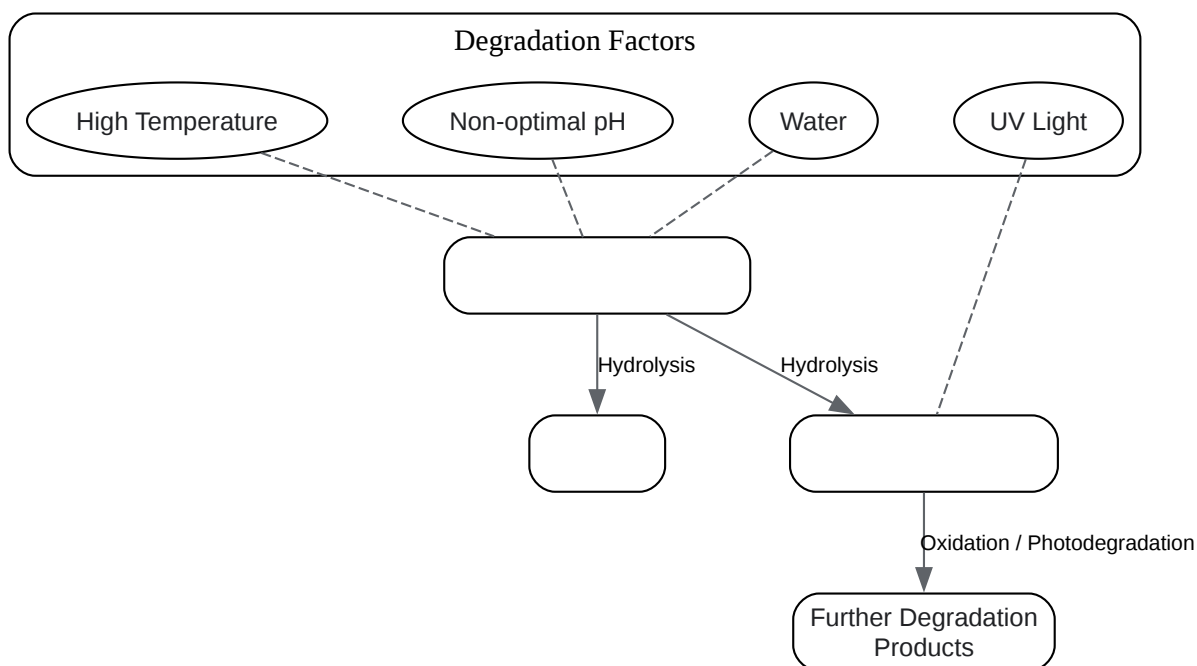 Degradation Factors
High Temperature
Non-optimal pH
Water
UV Light
Hydrolysis
Hydrolysis
Oxidation / Photodegradation
Further Degradation
Products